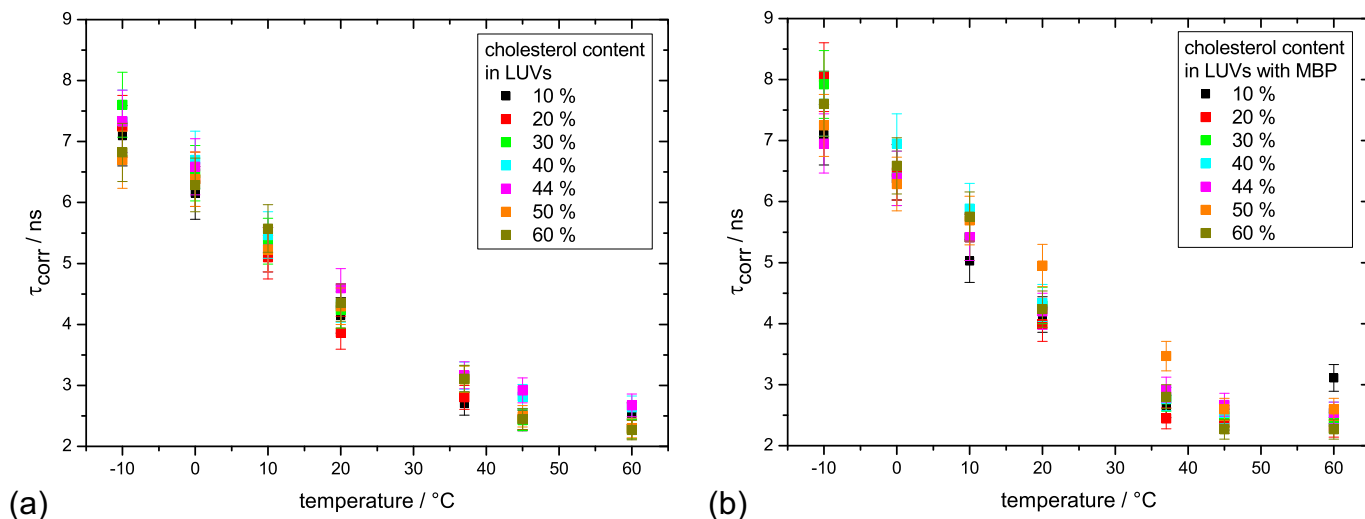 9
8
7
6
5
4
3
2
τcorr / ns
-10 0 10 20 30 40 50 60
temperature / °C
cholesterol content
in LUVs
10 %
20 %
30 %
40 %
44 %
50 %
60 %
(a)
9
8
7
6
5
4
3
2
τcorr / ns
-10 0 10 20 30 40 50 60
temperature / °C
cholesterol content
in LUVs with MBP
10 %
20 %
30 %
40 %
44 %
50 %
60 %
(b)